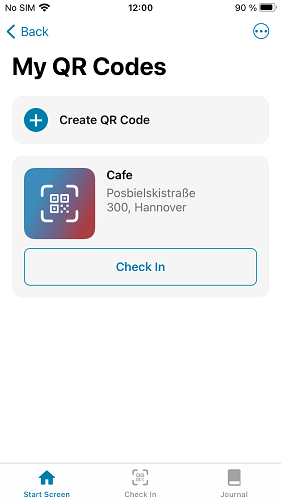 No SIM 12:00 90 %
Back
My QR Codes
Create QR Code
Cafe
Posbielskistraße
300, Hannover
Check In
Start Screen Check In Journal